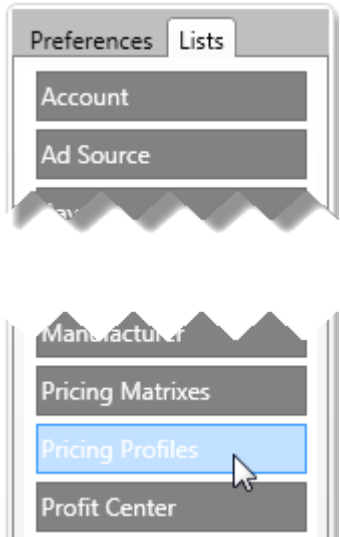 Preferences Lists
Account
Ad Source
Manufacturer
Pricing Matrixes
Pricing Profiles
Profit Center